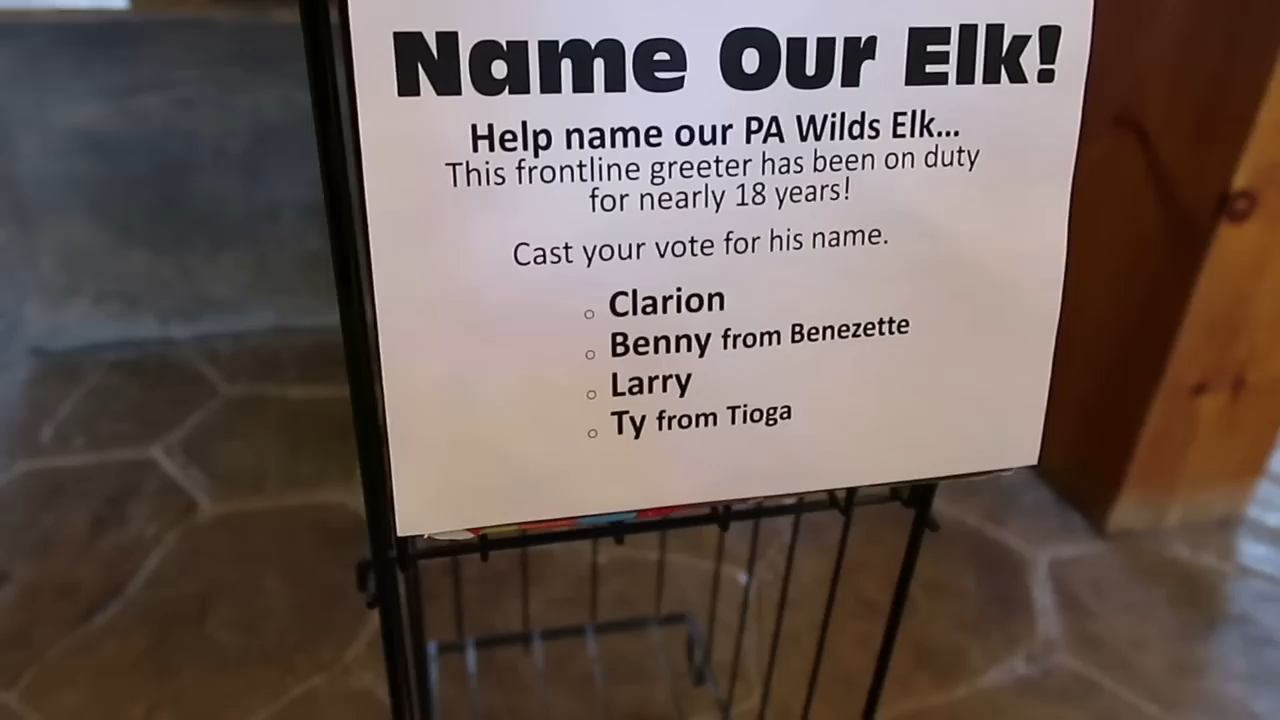 Name Our Elk!
Help name our PA Wilds Elk...
This frontline greeter has been on duty
for nearly 18 years!
Cast your vote for his name.
○ Clarion
○ Benny from Benezette
○ Larry
○ Ty from Tioga